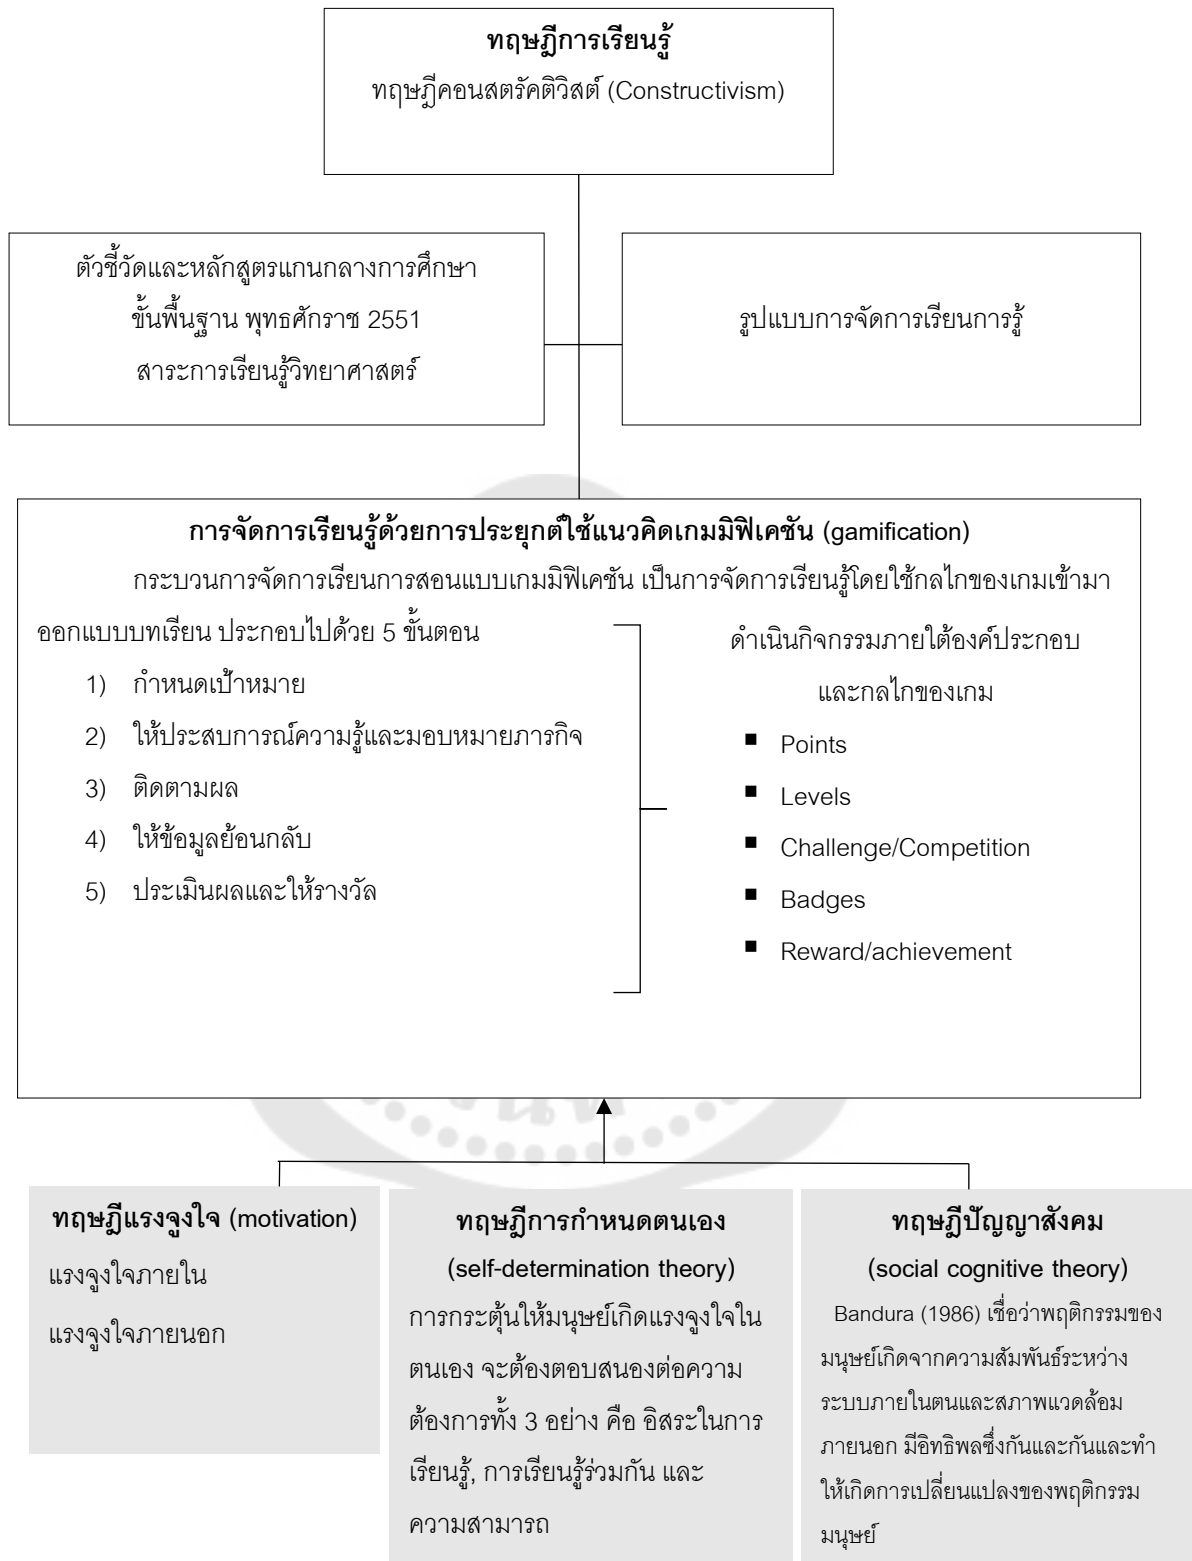 ทฤษฎีการเรียนรู้
ทฤษฎีคอนสตรัคติวิสต์ (Constructivism)
ตัวชี้วัดและหลักสูตรแกนกลางการศึกษา
ขั้นพื้นฐาน พุทธศักราช 2551
สาระการเรียนรู้วิทยาศาสตร์
รูปแบบการจัดการเรียนการรู้
การจัดการเรียนรู้ด้วยการประยุกต์ใช้แนวคิดเกมมิฟิเคชัน (gamification)
กระบวนการจัดการเรียนการสอนแบบเกมมิฟิเคชัน เป็นการจัดการเรียนรู้โดยใช้กลไกของเกมเข้ามา
ออกแบบบทเรียน ประกอบไปด้วย 5 ขั้นตอน
1) กำหนดเป้าหมาย
2) ให้ประสบการณ์ความรู้และมอบหมายภารกิจ
3) ติดตามผล
4) ให้ข้อมูลย้อนกลับ
5) ประเมินผลและให้รางวัล
ดำเนินกิจกรรมภายใต้องค์ประกอบ
และกลไกของเกม
▪ Points
▪ Levels
▪ Challenge/Competition
▪ Badges
▪ Reward/achievement
ทฤษฎีแรงจูงใจ (motivation)
แรงจูงใจภายใน
แรงจูงใจภายนอก
ทฤษฎีการกำหนดตนเอง
(self-determination theory)
การกระตุ้นให้มนุษย์เกิดแรงจูงใจใน
ตนเอง จะต้องตอบสนองต่อความ
ต้องการทั้ง 3 อย่าง คือ อิสระในการ
เรียนรู้, การเรียนรู้ร่วมกัน และ
ความสามารถ
ทฤษฎีปัญญาสังคม
(social cognitive theory)
Bandura (1986) เชื่อว่าพฤติกรรมของ
มนุษย์เกิดจากความสัมพันธ์ระหว่าง
ระบบภายในตนและสภาพแวดล้อม
ภายนอก มีอิทธิพลซึ่งกันและกันและทำ
ให้เกิดการเปลี่ยนแปลงของพฤติกรรม
มนุษย์